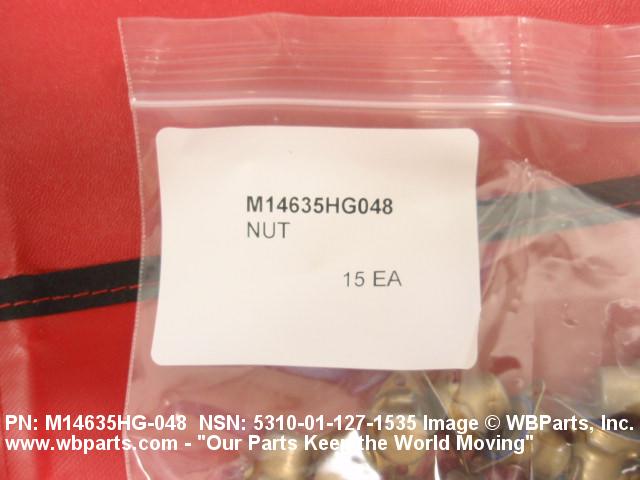 M14635HG048
NUT
15 EA
PN: M14635HG-048 NSN: 5310-01-127-1535 Image © WBParts, Inc.
www.wbparts.com - "Our Parts Keep the World Moving"